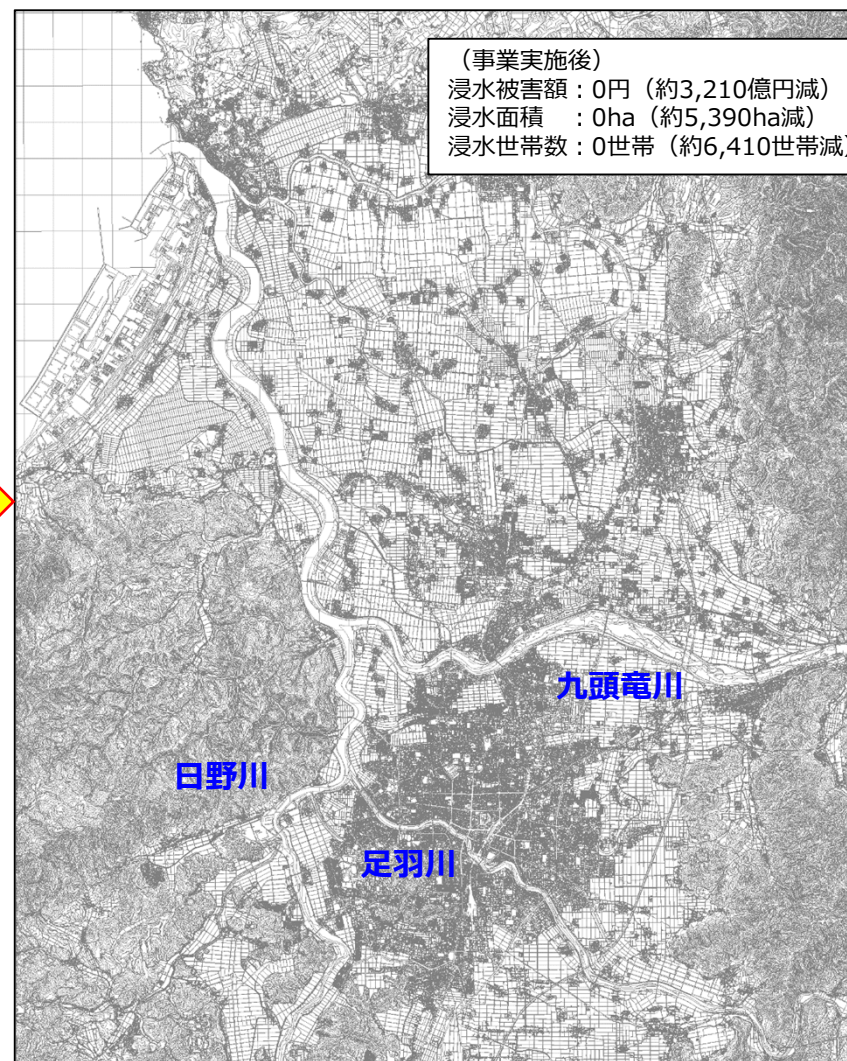 （事業実施後）
浸水被害額：0円（約3,210億円減）
浸水面積　：0ha（約5,390ha減）
浸水世帯数：0世帯（約6,410世帯減）
九頭竜川
日野川
足羽川